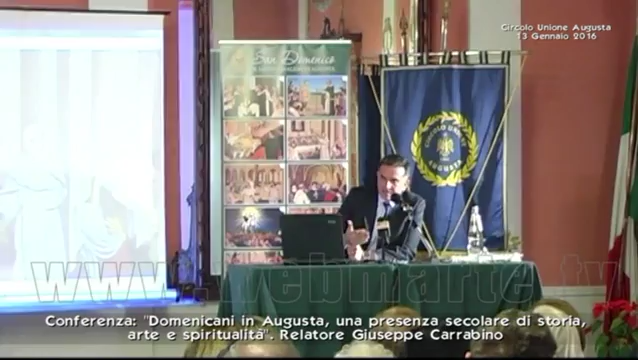 Circolo Unione Augusta
13 Gennaio 2016
San Domenico
CIRCOLO UNIONE
AUGUSTA
www.webmarte.tv
Conferenza: "Domenicani in Augusta, una presenza secolare di storia,
arte e spiritualità". Relatore Giuseppe Carrabino